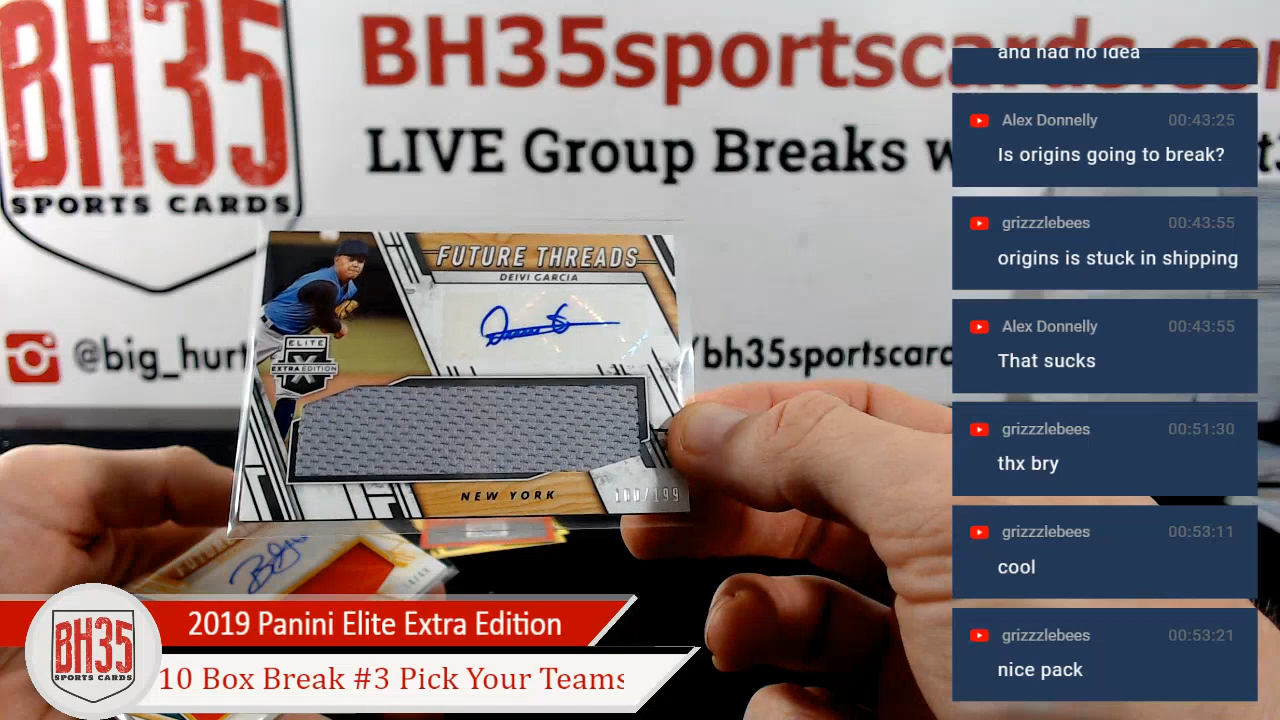 BH35
SPORTS CARDS
BH35sportscards.com
LIVE Group Breaks w
@big_hurt
/bh35sportscards
FUTURE THREADS
DEIVI GARCIA
ELITE
X
EXTRA EDITION
NEW YORK
/199
FUTURE
2019 Panini Elite Extra Edition
10 Box Break #3 Pick Your Teams
BH35
SPORTS CARDS
and had no idea
Alex Donnelly 00:43:25
Is origins going to break?
grizzzlebees 00:43:55
origins is stuck in shipping
Alex Donnelly 00:43:55
That sucks
grizzzlebees 00:51:30
thx bry
grizzzlebees 00:53:11
cool
grizzzlebees 00:53:21
nice pack